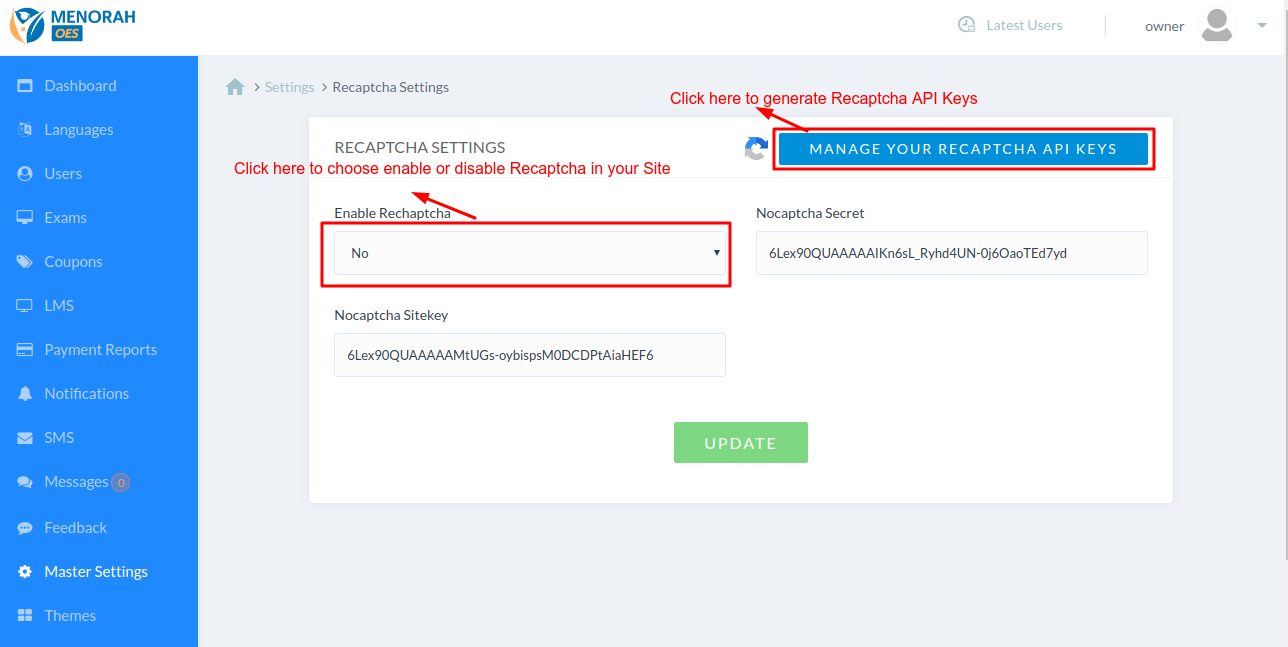 MENORAH
OES
Latest Users
owner
Dashboard
Languages
Users
Exams
Coupons
LMS
Payment Reports
Notifications
SMS
Messages 0
Feedback
Master Settings
Themes
> Settings > Recaptcha Settings
Click here to generate Recaptcha API Keys
RECAPTCHA SETTINGS
MANAGE YOUR RECAPTCHA API KEYS
Click here to choose enable or disable Recaptcha in your Site
Enable Rechaptcha
No
Nocaptcha Secret
6Lex90QUAAAAAIKn6sL_Ryhd4UN-0j6OaoTEd7yd
Nocaptcha Sitekey
6Lex90QUAAAAAMtUGs-oybispsM0DCDPtAiaHEF6
UPDATE